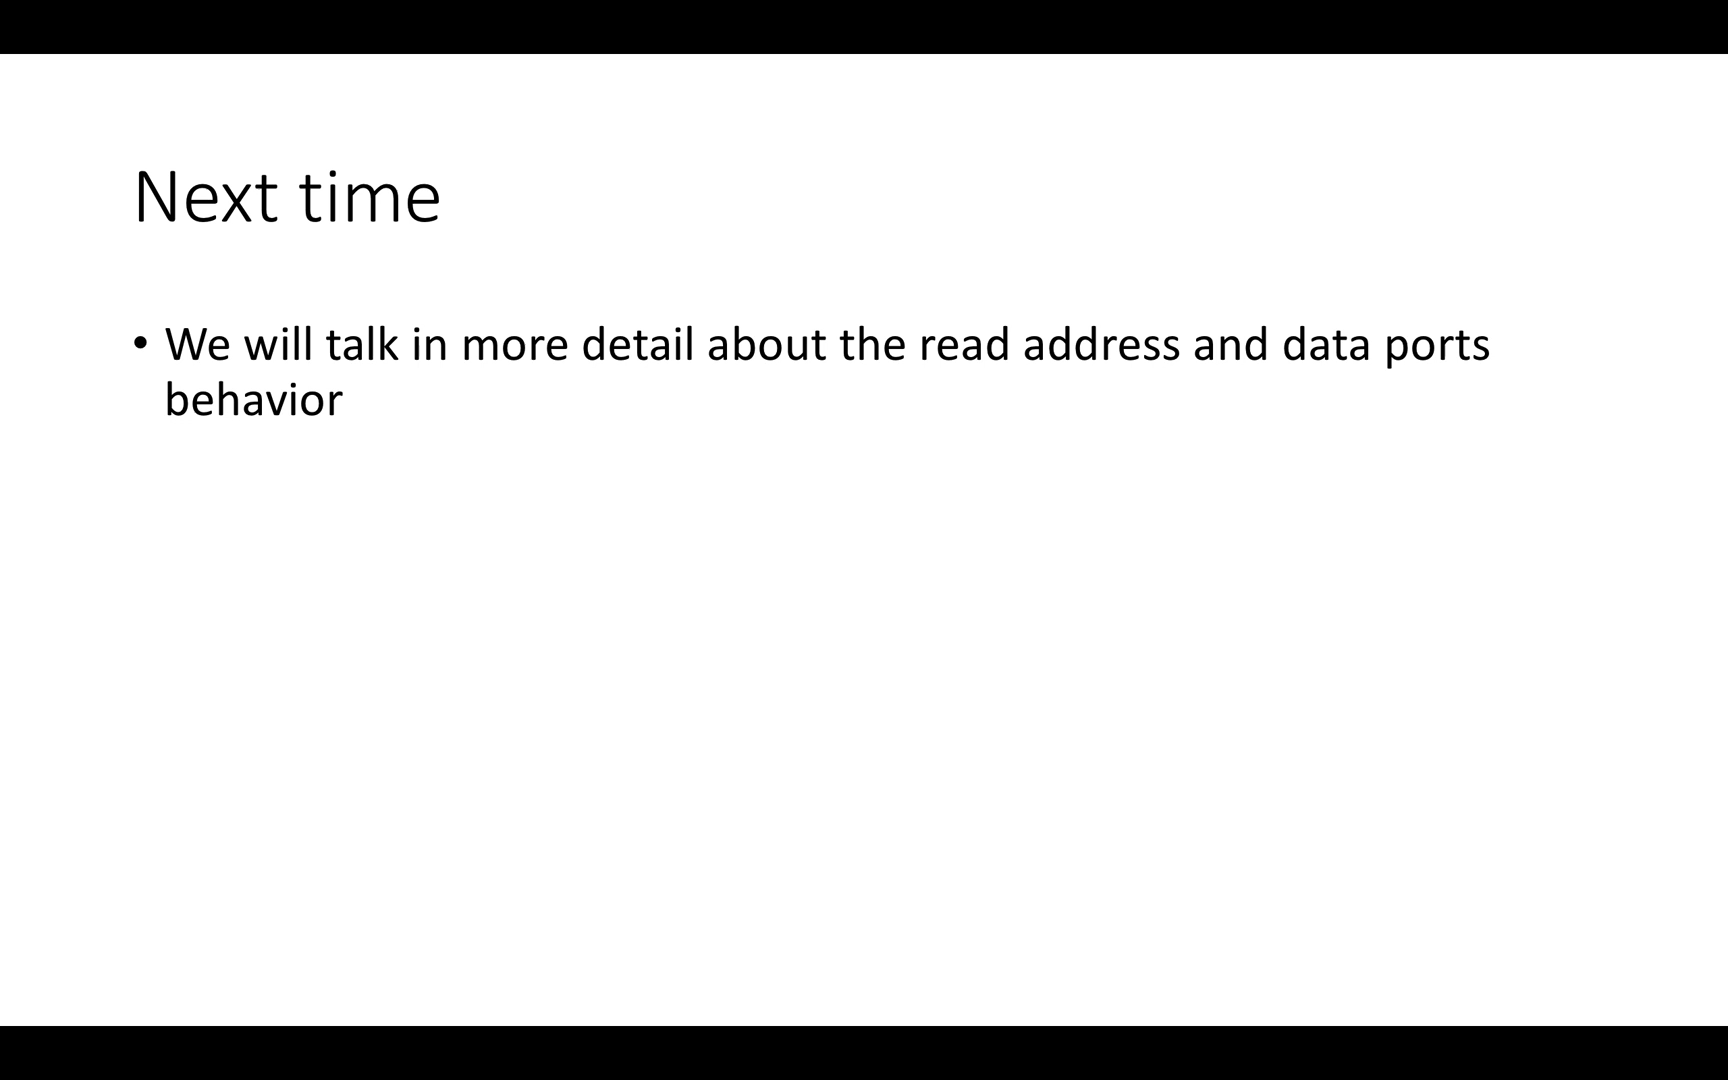 Next time
• We will talk in more detail about the read address and data ports
behavior